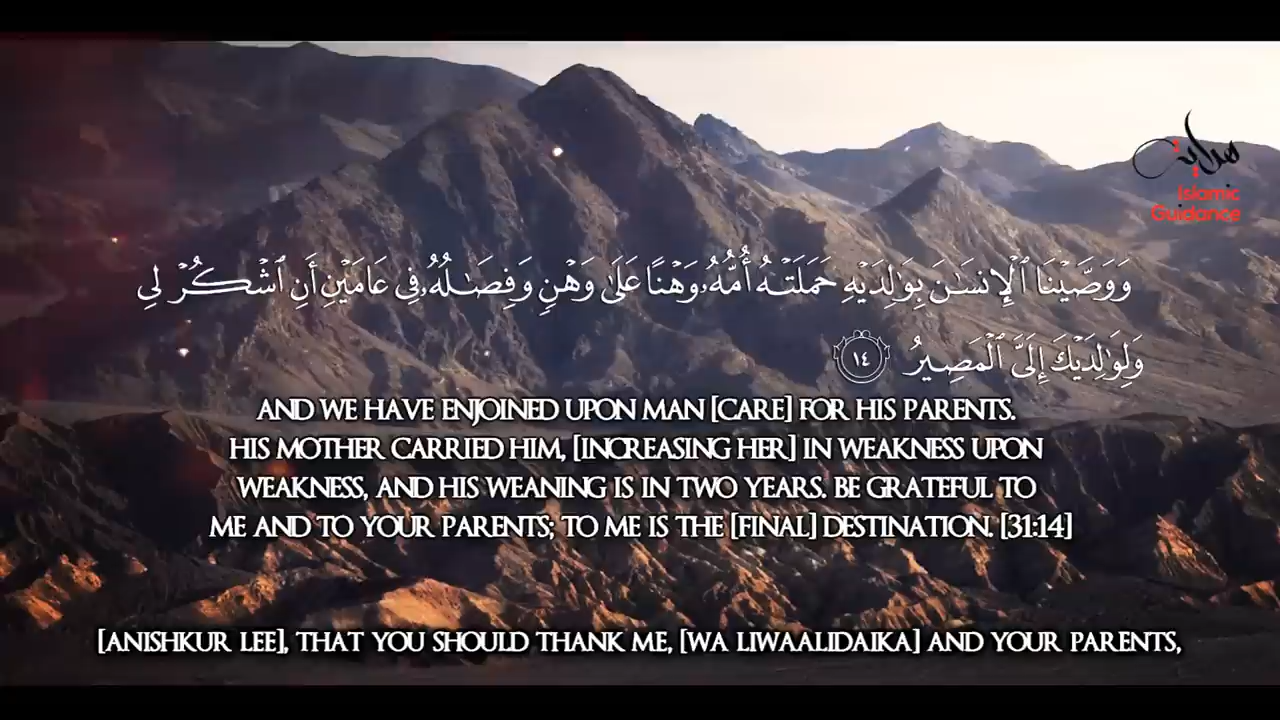 هداية
Islamic
Guidance
وَوَصَّيْنَا ٱلْإِنسَـٰنَ بِوَٰلِدَيْهِ حَمَلَتْهُ أُمُّهُۥ وَهْنًا عَلَىٰ وَهْنٍ وَفِصَـٰلُهُۥ فِى عَامَيْنِ أَنِ ٱشْكُرْ لِى
وَلِوَٰلِدَيْكَ إِلَىَّ ٱلْمَصِيرُ ١٤
AND WE HAVE ENJOINED UPON MAN [CARE] FOR HIS PARENTS.
HIS MOTHER CARRIED HIM, [INCREASING HER] IN WEAKNESS UPON
WEAKNESS, AND HIS WEANING IS IN TWO YEARS. BE GRATEFUL TO
ME AND TO YOUR PARENTS; TO ME IS THE [FINAL] DESTINATION. [31:14]
[ANISHKUR LEE], THAT YOU SHOULD THANK ME, [WA LIWAALIDAIKA] AND YOUR PARENTS,